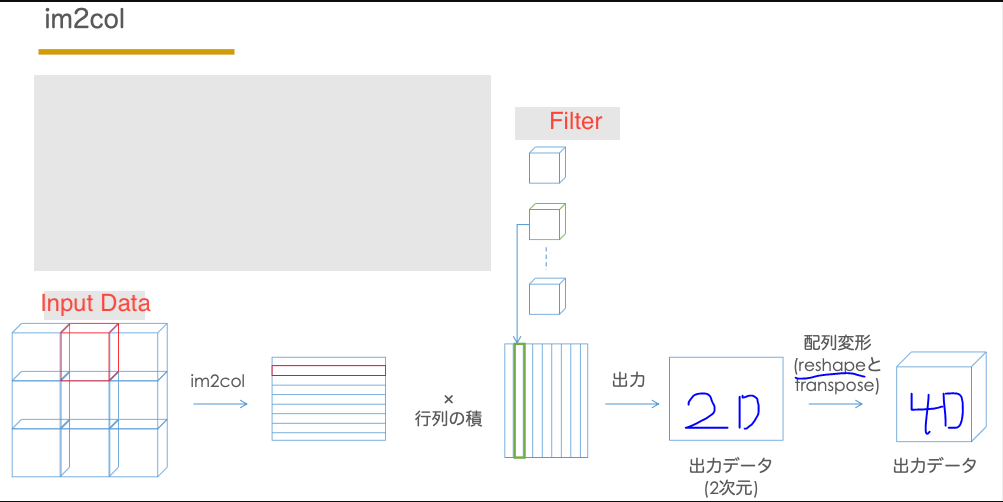 im2col
Filter
Input Data
im2col
×
行列の積
出力
2D
出力データ
(2次元)
配列変形
(reshapeと
transpose)
4D
出力データ